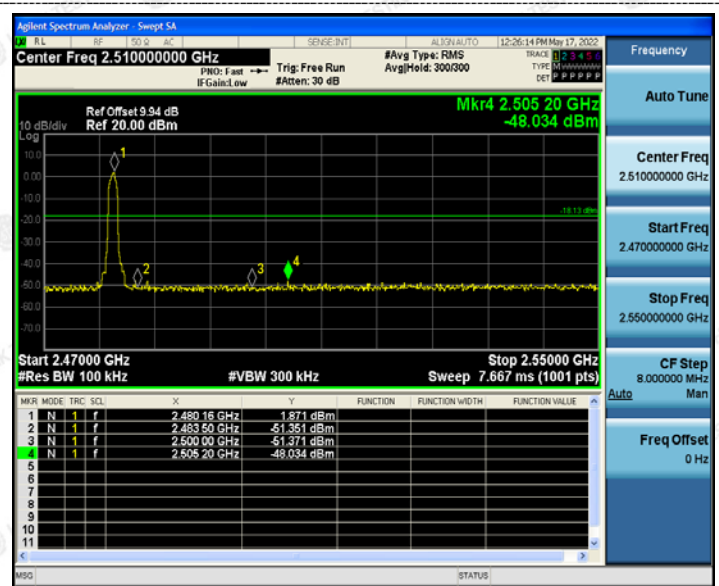 Agilent Spectrum Analyzer - Swept SA
RL RF 50 Ω AC SENSE:INT ALIGNAUTO 12:26:14 PM May 17, 2022
Center Freq 2.510000000 GHz
PNO: Fast
IFGain:Low
Trig: Free Run
#Atten: 30 dB
#Avg Type: RMS
Avg|Hold: 300/300
TRACE 1 2 3 4 5 6
TYPE M
DET P P P P P P
Ref Offset 9.94 dB
10 dB/div Ref 20.00 dBm
Log
Mkr4 2.505 20 GHz
-48.034 dBm
10.0
0.00
-10.0
-20.0
-30.0
-40.0
-50.0
-60.0
-70.0
1
2
3
4
-18.13 dBm
Start 2.47000 GHz Stop 2.55000 GHz
#Res BW 100 kHz #VBW 300 kHz Sweep 7.667 ms (1001 pts)
MKR MODE TRC SCL X Y FUNCTION FUNCTION WIDTH FUNCTION VALUE
1 N 1 f 2.480 16 GHz 1.871 dBm
2 N 1 f 2.483 50 GHz -51.351 dBm
3 N 1 f 2.500 00 GHz -51.371 dBm
4 N 1 f 2.505 20 GHz -48.034 dBm
5
6
7
8
9
10
11
MSG STATUS
Frequency
Auto Tune
Center Freq
2.510000000 GHz
Start Freq
2.470000000 GHz
Stop Freq
2.550000000 GHz
CF Step
8.000000 MHz
Auto Man
Freq Offset
0 Hz